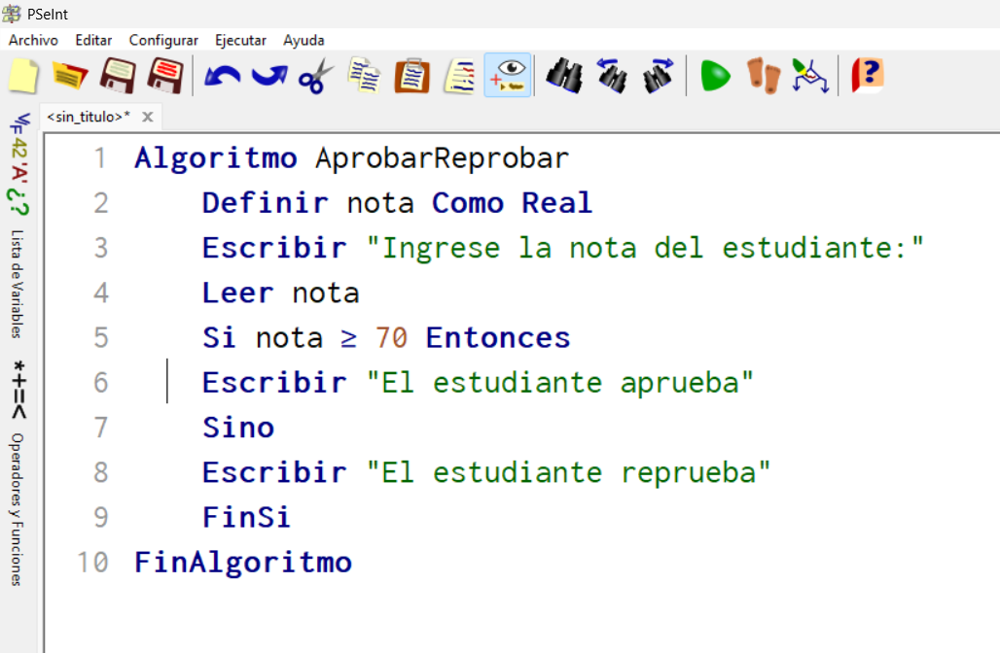 PSeInt
Archivo Editar Configurar Ejecutar Ayuda
<sin_titulo>* x
V/F 42 'A' ¿? Lista de Variables
*+=< Operadores y Funciones
1 Algoritmo AprobarReprobar
2 Definir nota Como Real
3 Escribir "Ingrese la nota del estudiante:"
4 Leer nota
5 Si nota ≥ 70 Entonces
6 Escribir "El estudiante aprueba"
7 Sino
8 Escribir "El estudiante reprueba"
9 FinSi
10 FinAlgoritmo